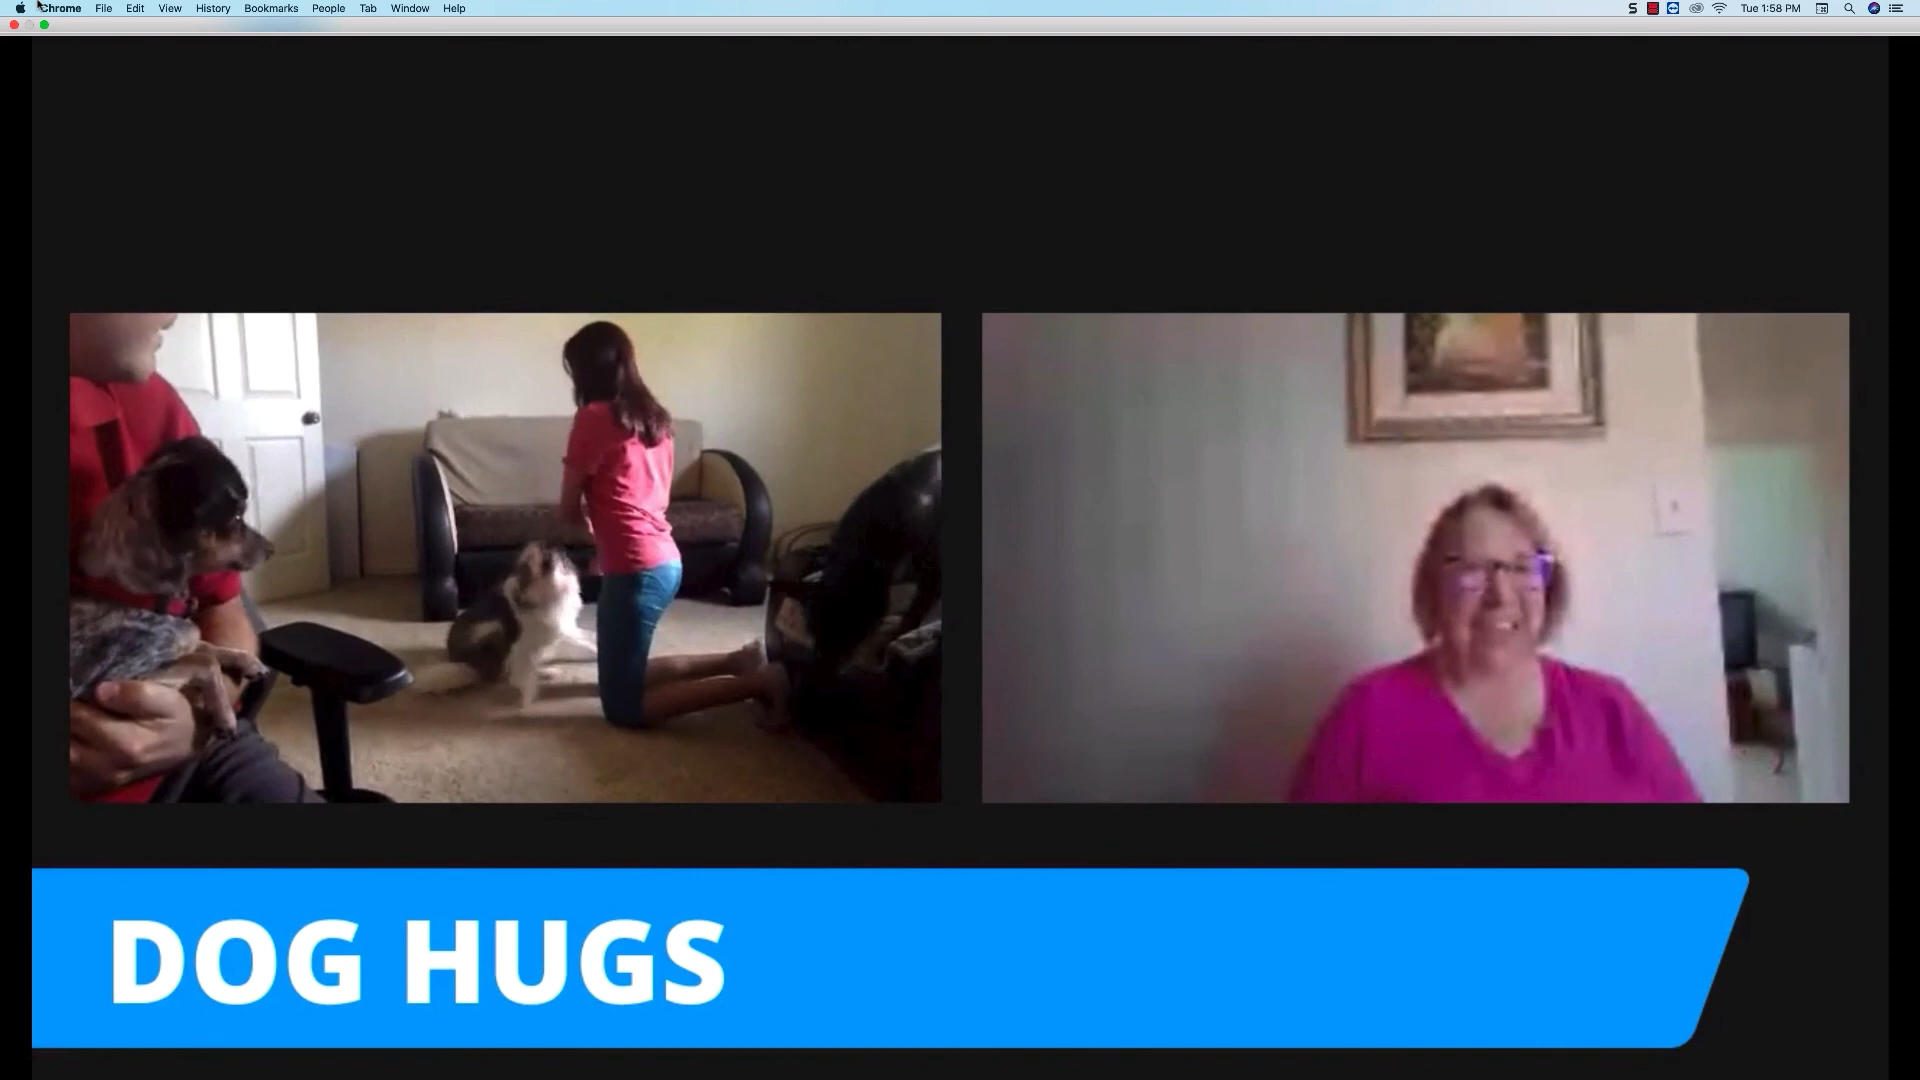 Chrome File Edit View History Bookmarks People Tab Window Help
Tue 1:58 PM
DOG HUGS